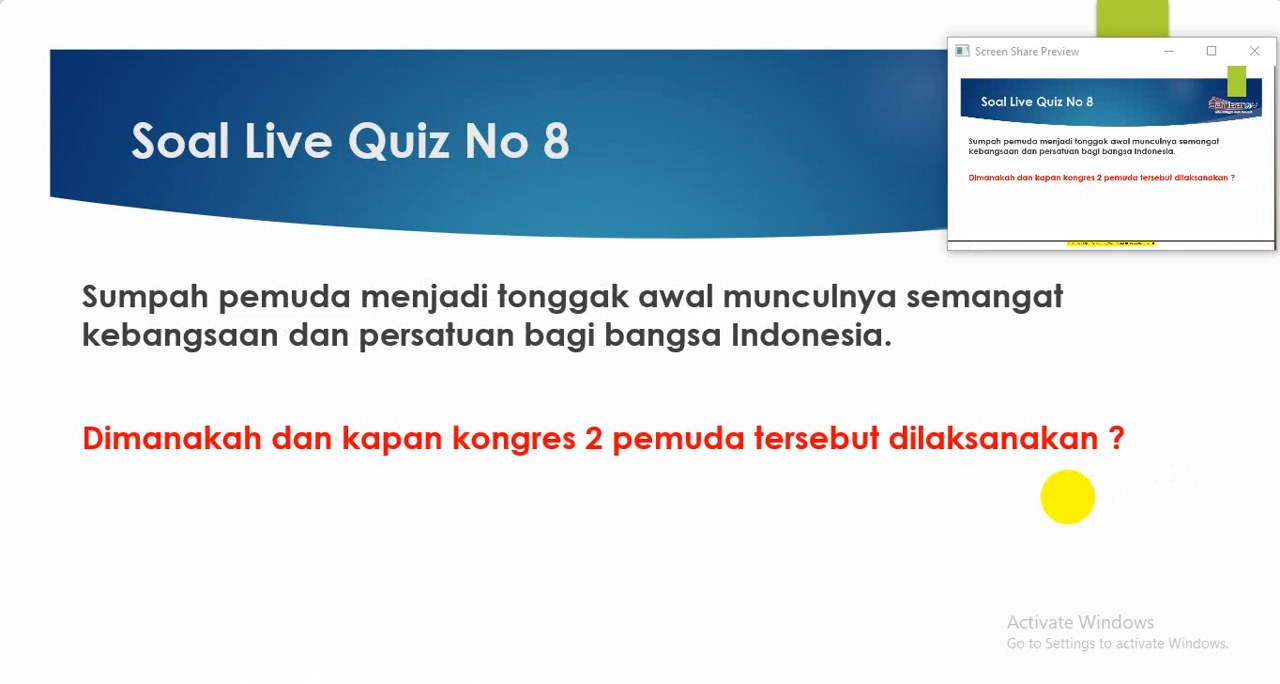 Soal Live Quiz No 8
Screen Share Preview
Soal Live Quiz No 8
Sumpah pemuda menjadi tonggak awal munculnya semangat
kebangsaan dan persatuan bagi bangsa Indonesia.
Dimanakah dan kapan kongres 2 pemuda tersebut dilaksanakan ?
Sumpah pemuda menjadi tonggak awal munculnya semangat
kebangsaan dan persatuan bagi bangsa Indonesia.
Dimanakah dan kapan kongres 2 pemuda tersebut dilaksanakan ?
Activate Windows
Go to Settings to activate Windows.